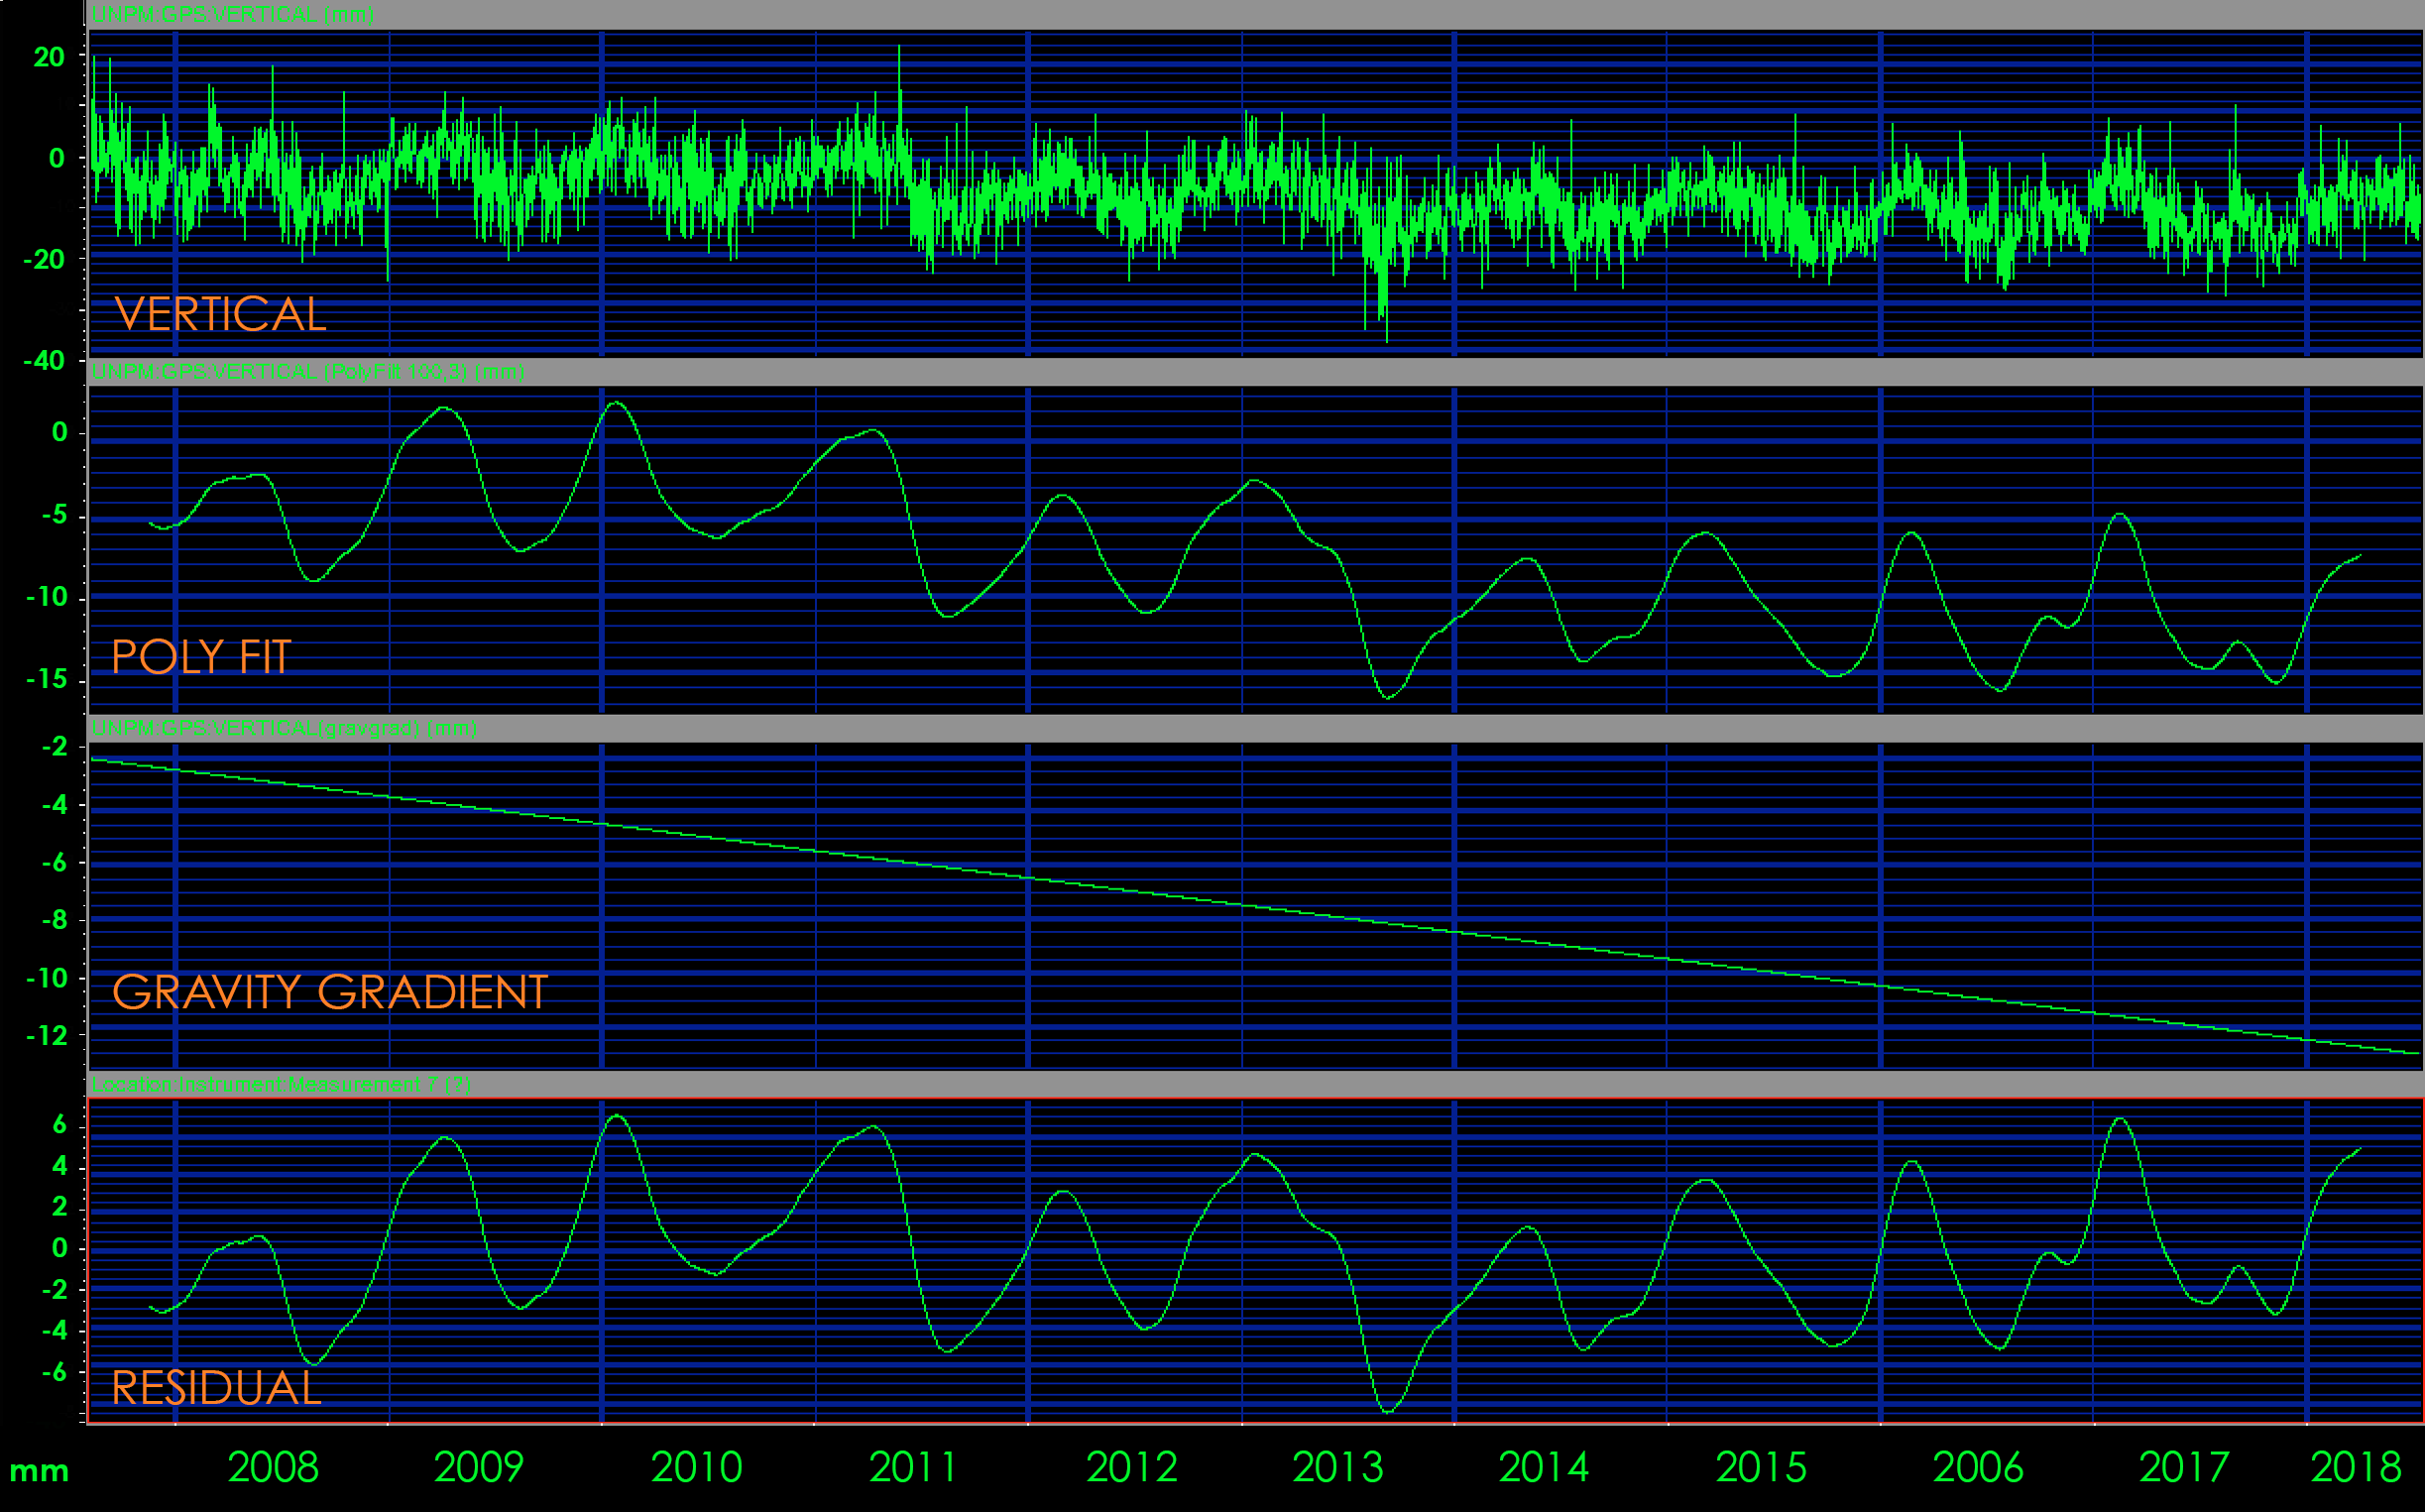 UNPM:GPS:VERTICAL (mm)
20
0
-20
-40
VERTICAL
UNPM:GPS:VERTICAL (PolyFilt 100,3) (mm)
0
-5
-10
-15
POLY FIT
UNPM:GPS:VERTICAL(gravgrad) (mm)
-2
-4
-6
-8
-10
-12
GRAVITY GRADIENT
Location:Instrument:Measurement 7 (?)
6
4
2
0
-2
-4
-6
RESIDUAL
mm 2008 2009 2010 2011 2012 2013 2014 2015 2006 2017 2018